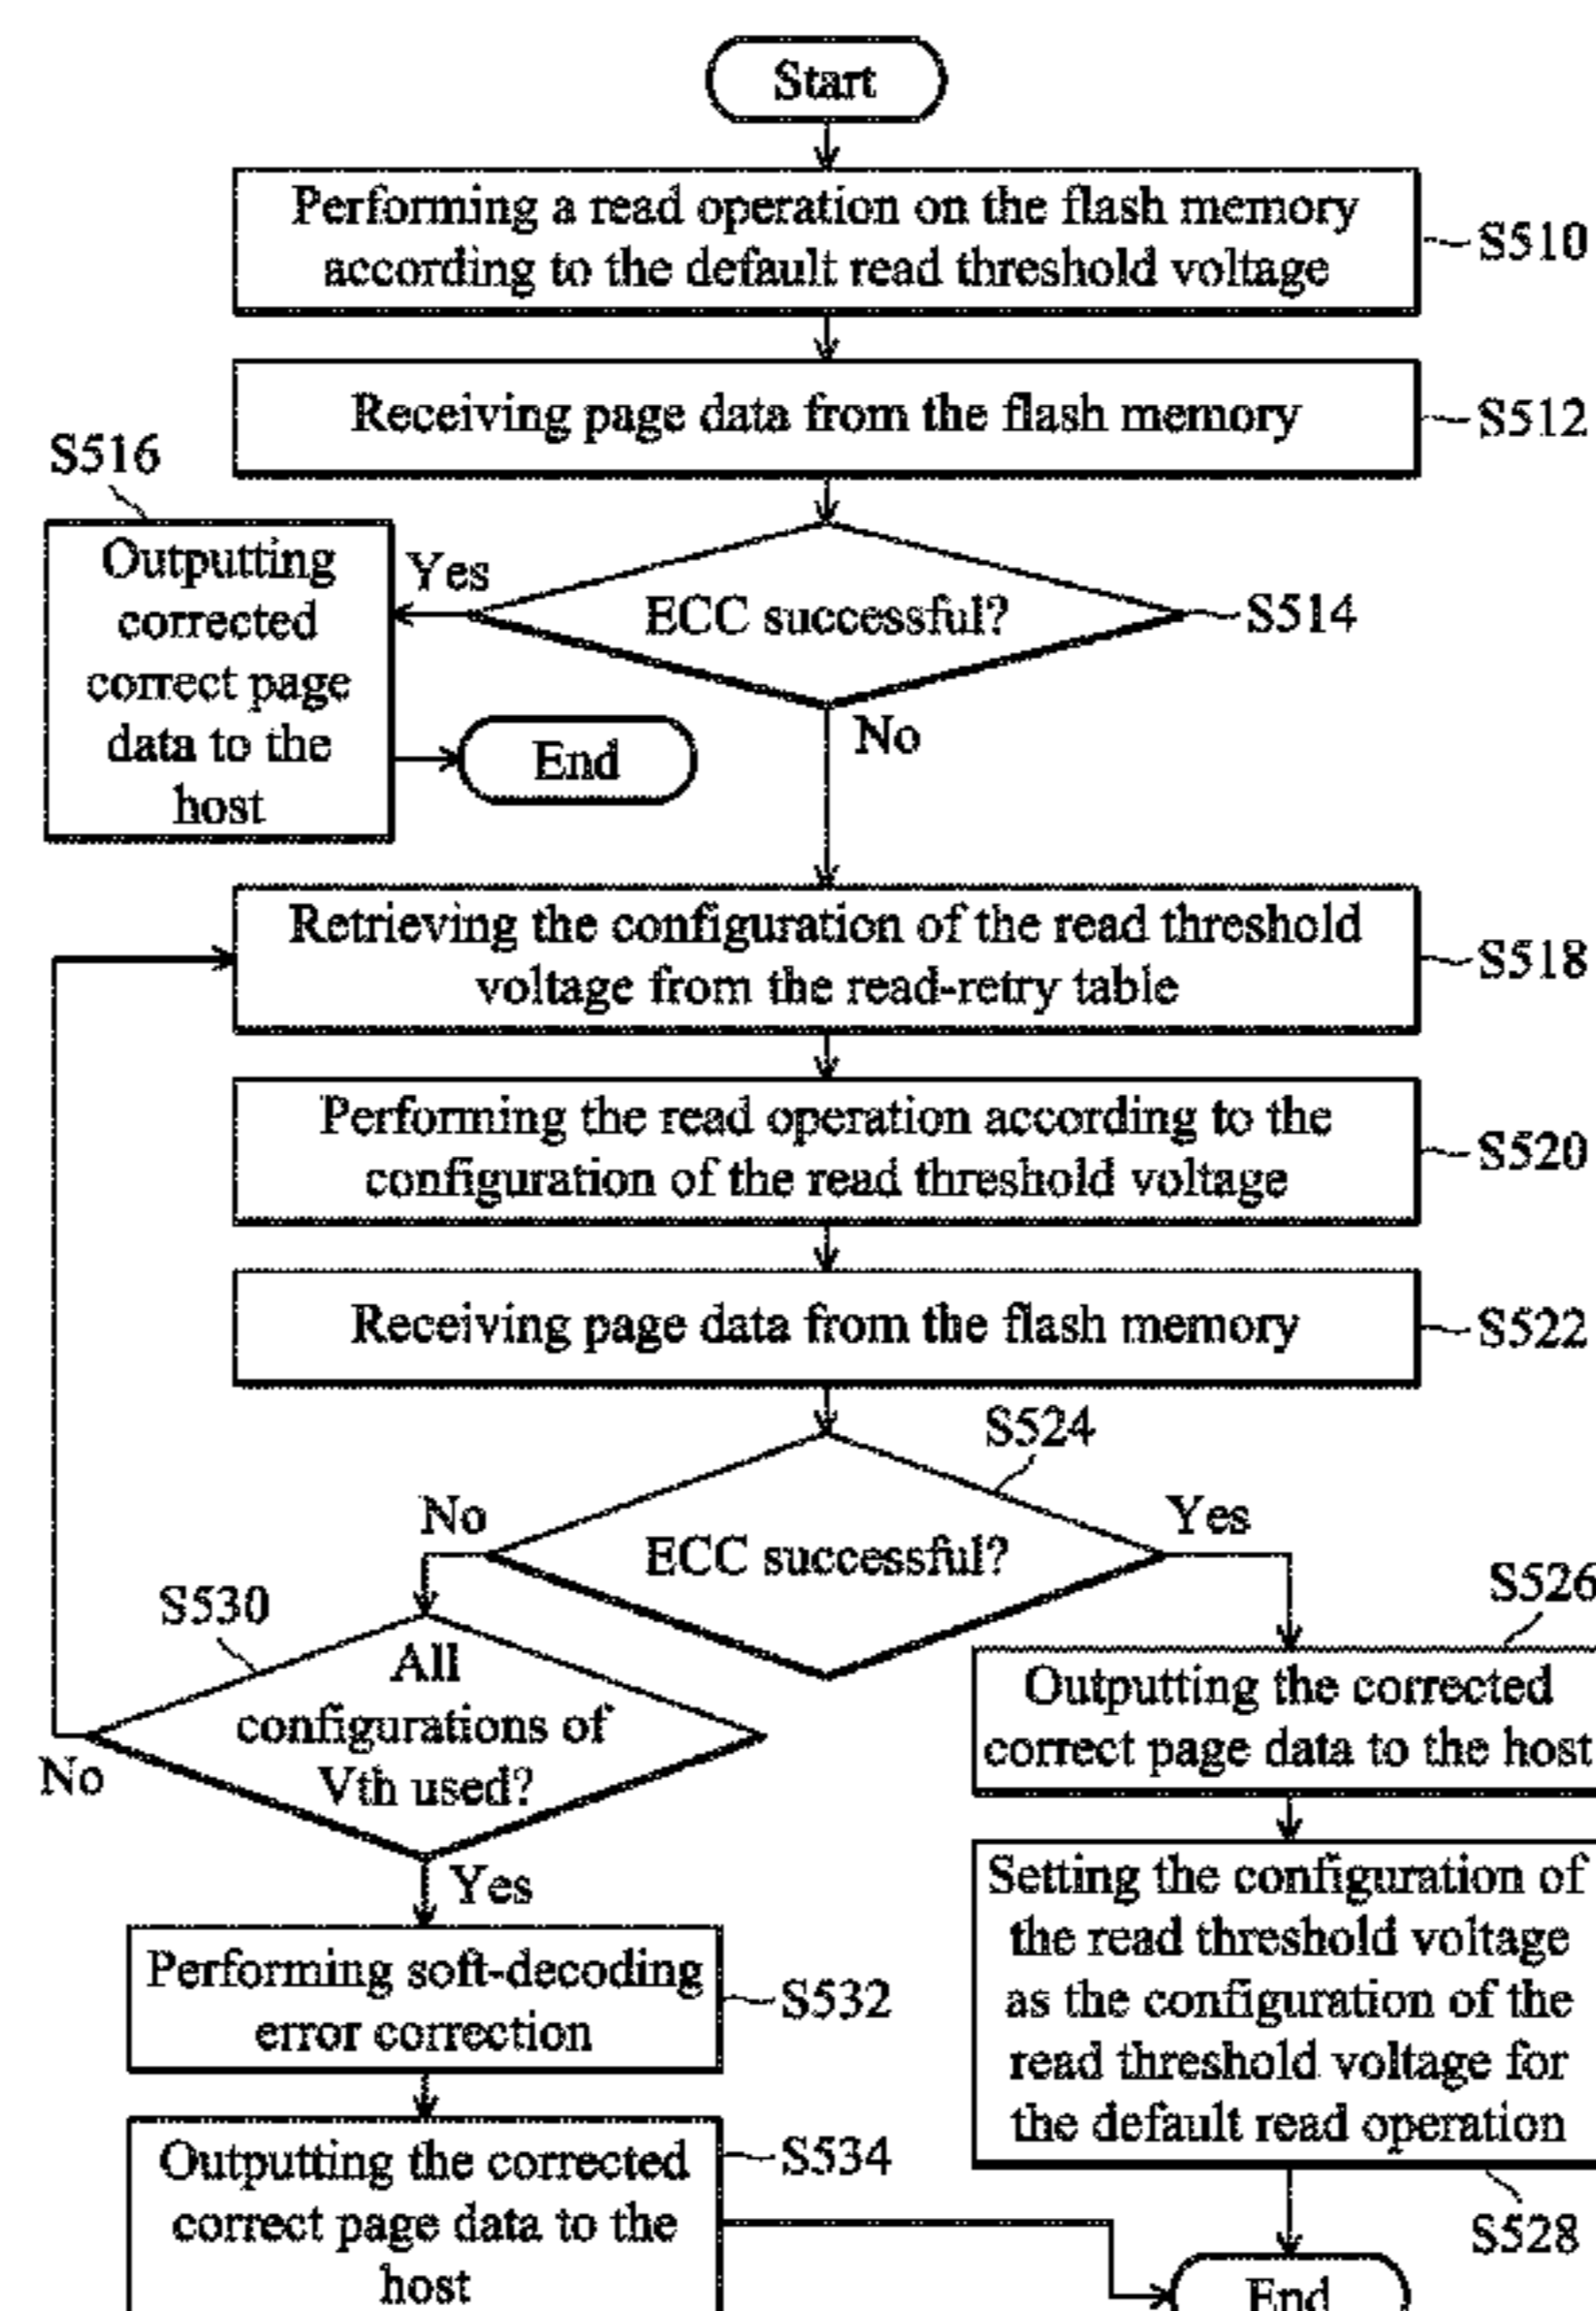 Start
Performing a read operation on the flash memory
according to the default read threshold voltage
S510
Receiving page data from the flash memory
S512
S516
Outputting
corrected
correct page
data to the
host
Yes
ECC successful?
S514
End
No
Retrieving the configuration of the read threshold
voltage from the read-retry table
S518
Performing the read operation according to the
configuration of the read threshold voltage
S520
Receiving page data from the flash memory
S522
S524
No
ECC successful?
Yes
S530
All
configurations of
Vth used?
No
Yes
S526
Outputting the corrected
correct page data to the host
Setting the configuration of
the read threshold voltage
as the configuration of the
read threshold voltage for
the default read operation
S528
Performing soft-decoding
error correction
S532
Outputting the corrected
correct page data to the
host
S534
End